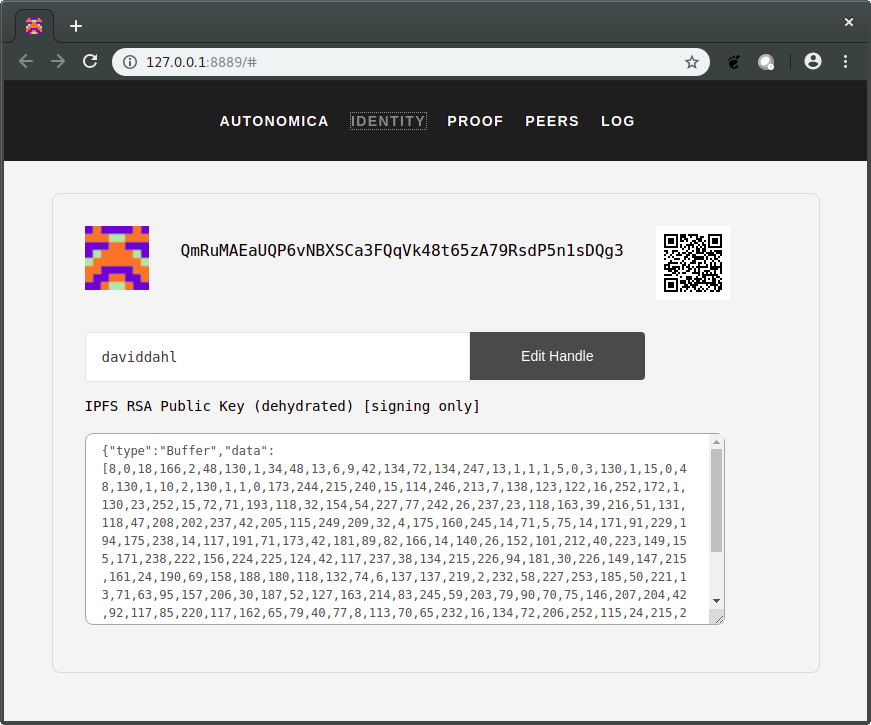 127.0.0.1:8889/#
AUTONOMICA IDENTITY PROOF PEERS LOG
QmRuMAEaUQP6vNBXSCa3FQqVk48t65zA79RsdP5n1sDQg3
daviddahl
Edit Handle
IPFS RSA Public Key (dehydrated) [signing only]
{"type":"Buffer","data":
[8,0,18,166,2,48,130,1,34,48,13,6,9,42,134,72,134,247,13,1,1,1,5,0,3,130,1,15,0,4
8,130,1,10,2,130,1,1,0,173,244,215,240,15,114,246,213,7,138,123,122,16,252,172,1,
130,23,252,15,72,71,193,118,32,154,54,227,77,242,26,237,23,118,163,39,216,51,131,
118,47,208,202,237,42,205,115,249,209,32,4,175,160,245,14,71,5,75,14,171,91,229,1
94,175,238,14,117,191,71,173,42,181,89,82,166,14,140,26,152,101,212,40,223,149,15
5,171,238,222,156,224,225,124,42,117,237,38,134,215,226,94,181,30,226,149,147,215
,161,24,190,69,158,188,180,118,132,74,6,137,137,219,2,232,58,227,253,185,50,221,1
3,71,63,95,157,206,30,187,52,127,163,214,83,245,59,203,79,90,70,75,146,207,204,42
,92,117,85,220,117,162,65,79,40,77,8,113,70,65,232,16,134,72,206,252,115,24,215,2